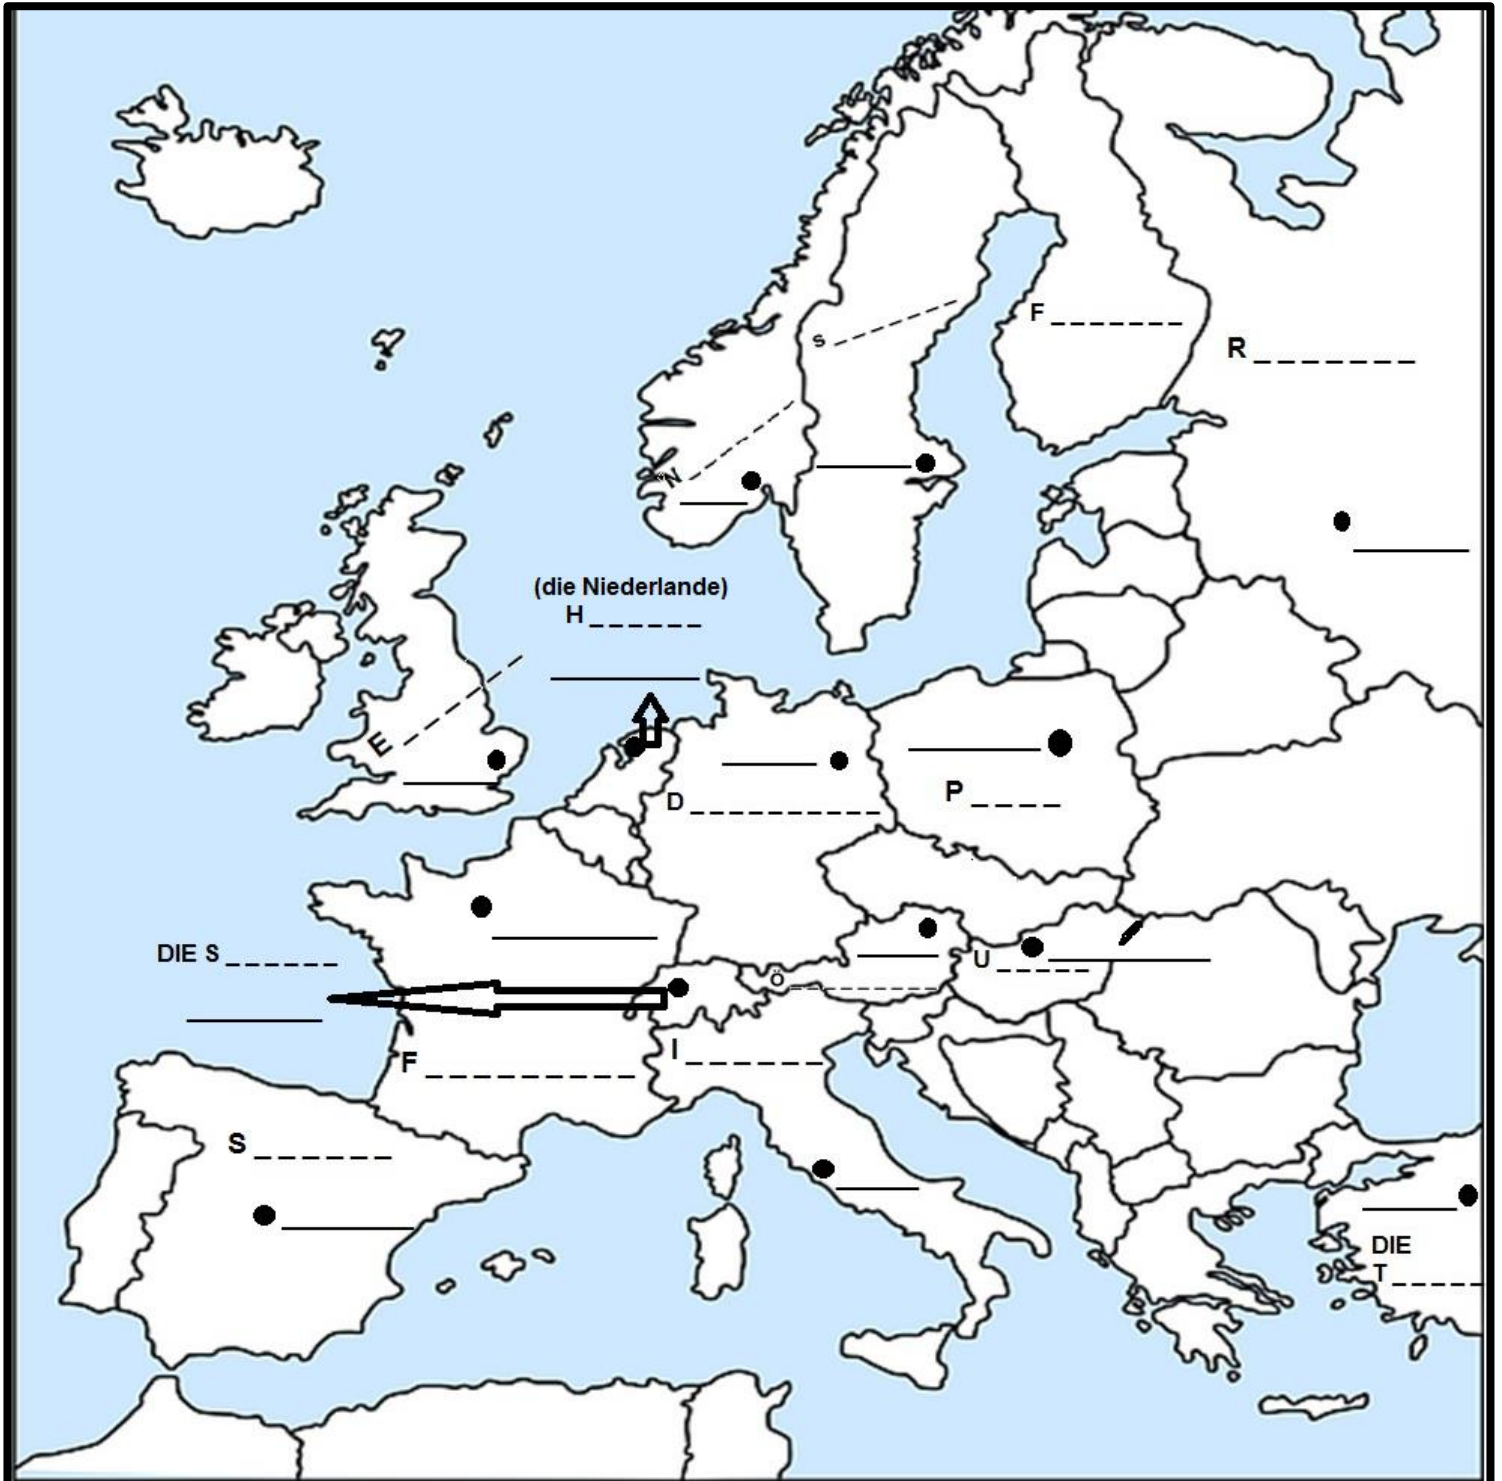 F _ _ _ _ _ _ _
s _ _ _ _ _ _ _
R _ _ _ _ _ _ _
N _ _ _ _ _ _ _
(die Niederlande)
H _ _ _ _ _ _
E _ _ _ _ _ _
D _ _ _ _ _ _ _ _ _ _
P _ _ _ _
DIE S _ _ _ _ _ _
U _ _ _ _ _
Ö _ _ _ _ _ _ _ _ _
F _ _ _ _ _ _ _ _ _
I _ _ _ _ _ _
S _ _ _ _ _ _
DIE
T _ _ _ _ _